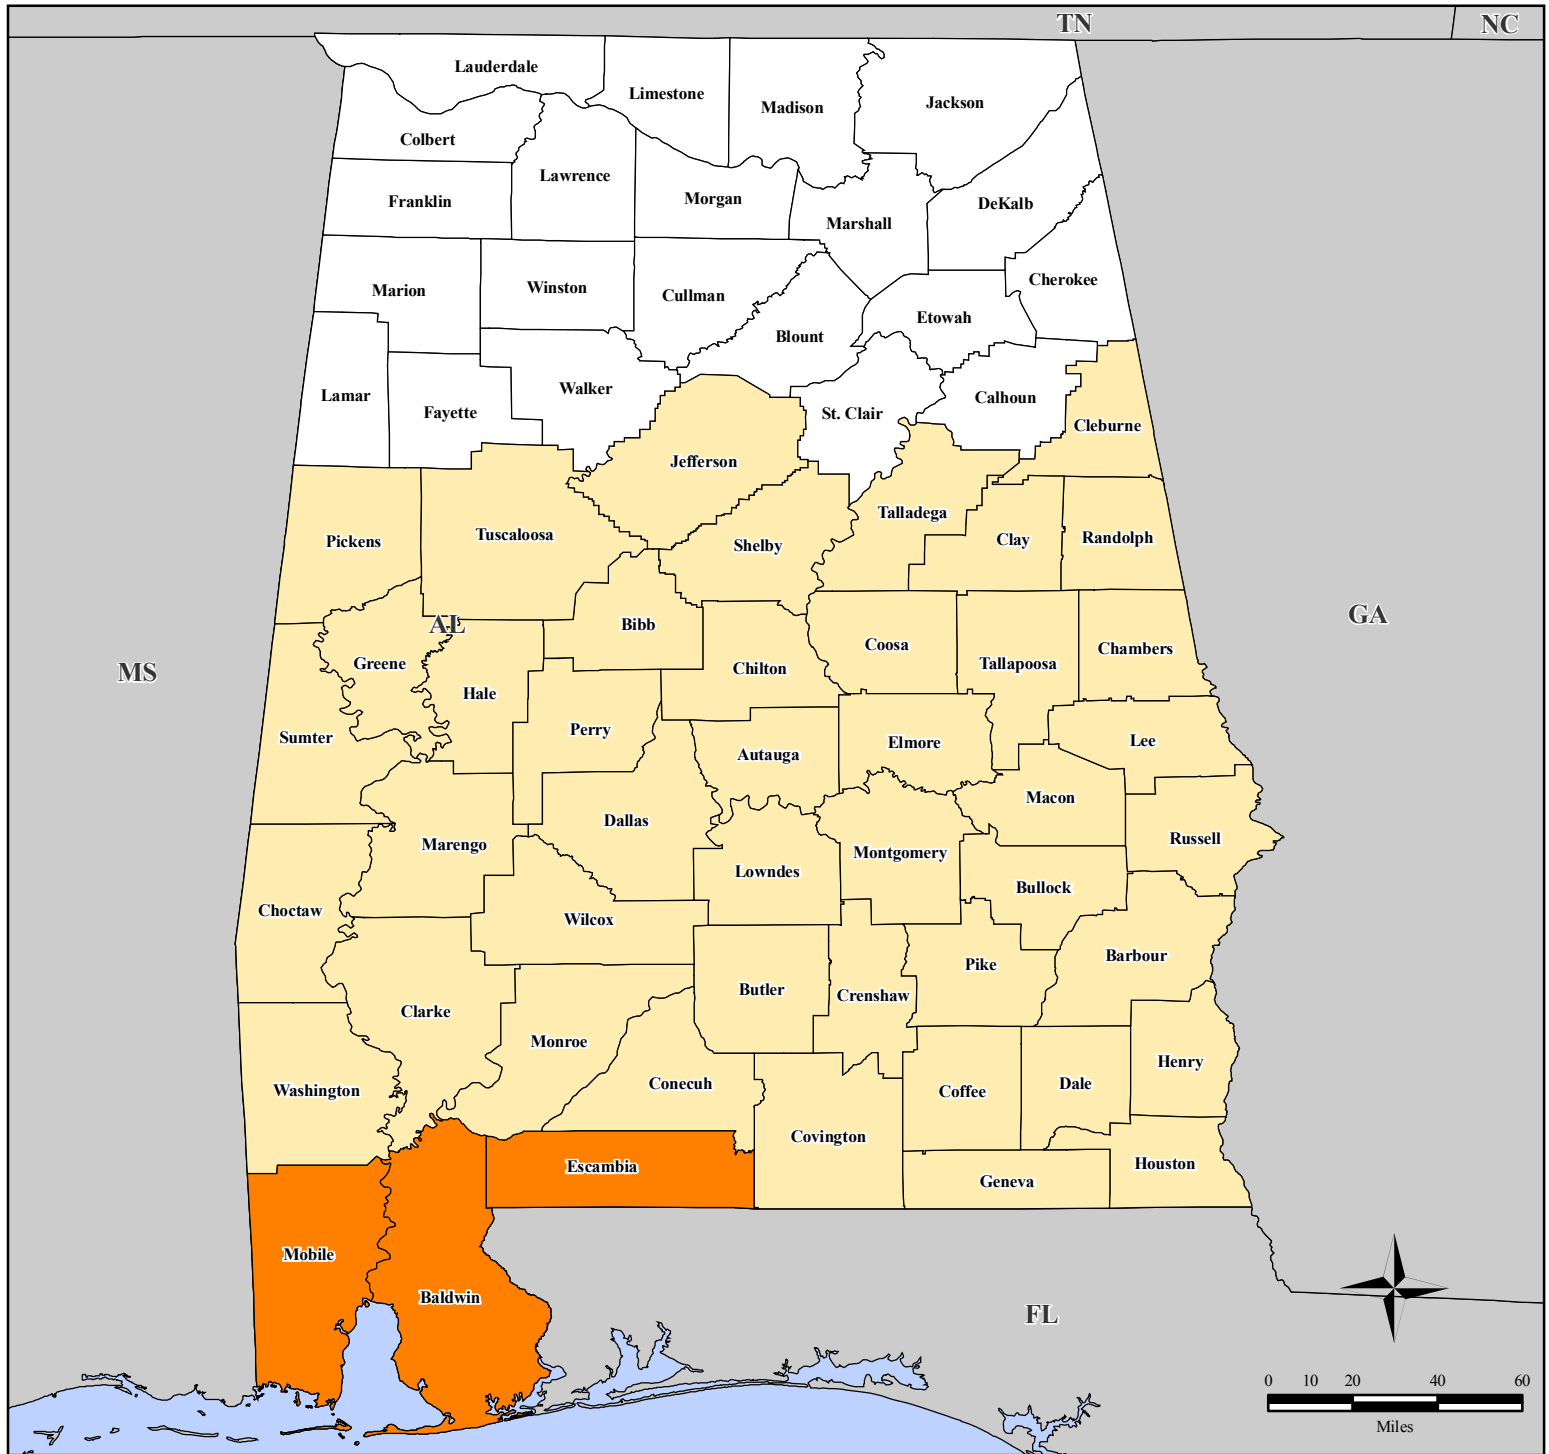 TN
NC
Lauderdale
Limestone
Madison
Jackson
Colbert
Lawrence
Franklin
Morgan
DeKalb
Marshall
Cherokee
Marion
Winston
Cullman
Etowah
Blount
Walker
Lamar
Calhoun
Fayette
St. Clair
Cleburne
Jefferson
Talladega
Pickens
Tuscaloosa
Shelby
Clay
Randolph
GA
AL
Bibb
Coosa
Chambers
Greene
Tallapoosa
MS
Chilton
Hale
Perry
Sumter
Autauga
Elmore
Lee
Macon
Dallas
Russell
Marengo
Montgomery
Lowndes
Bullock
Choctaw
Wilcox
Barbour
Pike
Butler
Crenshaw
Clarke
Monroe
Henry
Washington
Conecuh
Coffee
Dale
Covington
Escambia
Houston
Geneva
Mobile
Baldwin
FL
0 10 20 40 60
Miles